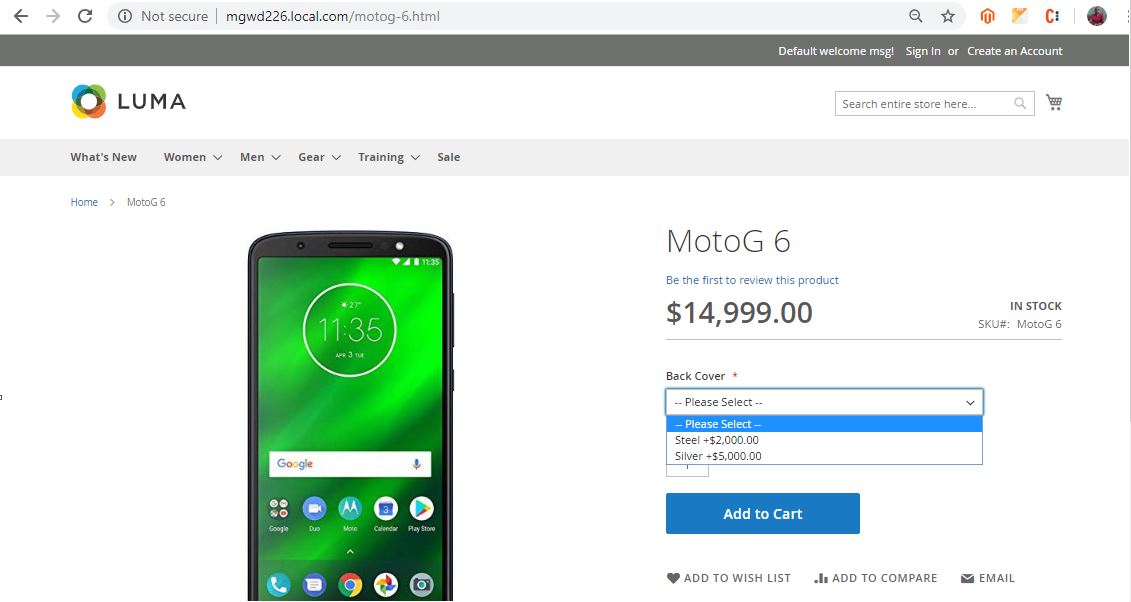 Not secure | mgwd226.local.com/motog-6.html
Default welcome msg! Sign In or Create an Account
LUMA
Search entire store here...
What's New Women Men Gear Training Sale
Home > MotoG 6
MotoG 6
Be the first to review this product
$14,999.00
IN STOCK
SKU#: MotoG 6
Back Cover *
-- Please Select --
-- Please Select --
Steel +$2,000.00
Silver +$5,000.00
Add to Cart
ADD TO WISH LIST ADD TO COMPARE EMAIL
11:35
27°
11:35
APR 3 TUE
Google
3
Google Duo Moto Calendar Play Store